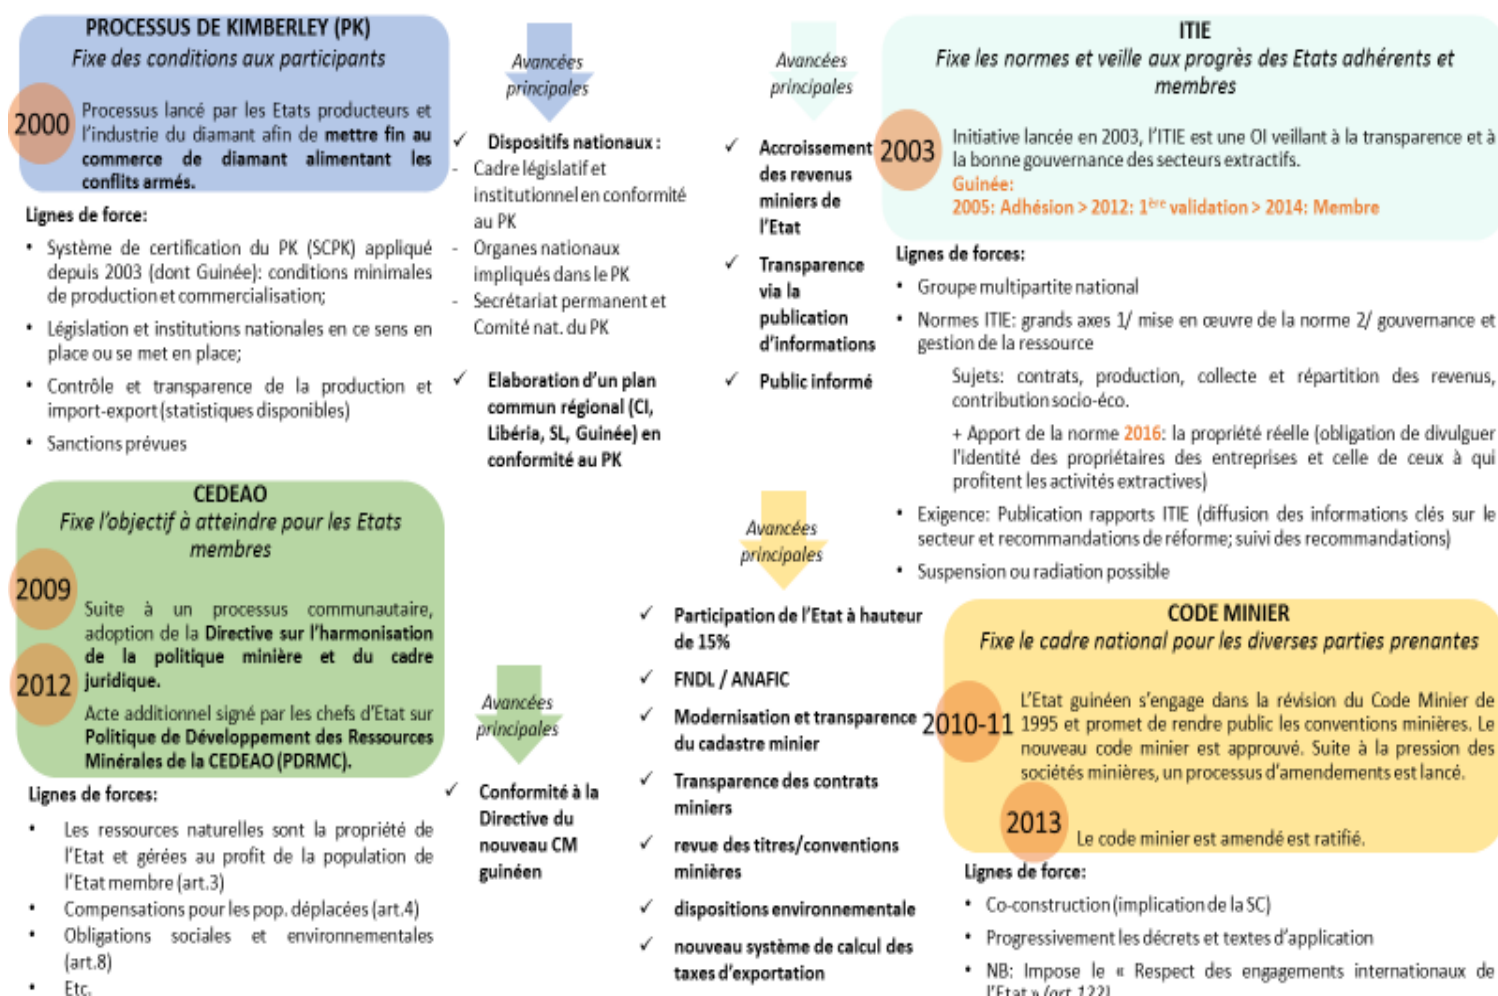 PROCESSUS DE KIMBERLEY (PK)
Fixe des conditions aux participants
2000
Processus lancé par les Etats producteurs et
l'industrie du diamant afin de mettre fin au
commerce de diamant alimentant les
conflits armés.
Lignes de force:
• Système de certification du PK (SCPK) appliqué
depuis 2003 (dont Guinée): conditions minimales
de production et commercialisation;
• Législation et institutions nationales en ce sens en
place ou se met en place;
• Contrôle et transparence de la production et
import-export (statistiques disponibles)
• Sanctions prévues
Avancées
principales
✓ Dispositifs nationaux :
- Cadre législatif et
institutionnel en conformité
au PK
- Organes nationaux
impliqués dans le PK
- Secrétariat permanent et
Comité nat. du PK
✓ Elaboration d'un plan
commun régional (CI,
Libéria, SL, Guinée) en
conformité au PK
Avancées
principales
✓ Accroissement
des revenus
miniers de
l'Etat
✓ Transparence
via la
publication
d'informations
✓ Public informé
ITIE
Fixe les normes et veille aux progrès des Etats adhérents et
membres
2003
Initiative lancée en 2003, l'ITIE est une OI veillant à la transparence et à
la bonne gouvernance des secteurs extractifs.
Guinée:
2005: Adhésion > 2012: 1ère validation > 2014: Membre
Lignes de forces:
• Groupe multipartite national
• Normes ITIE: grands axes 1/ mise en œuvre de la norme 2/ gouvernance et
gestion de la ressource
Sujets: contrats, production, collecte et répartition des revenus,
contribution socio-éco.
+ Apport de la norme 2016: la propriété réelle (obligation de divulguer
l'identité des propriétaires des entreprises et celle de ceux à qui
profitent les activités extractives)
• Exigence: Publication rapports ITIE (diffusion des informations clés sur le
secteur et recommandations de réforme; suivi des recommandations)
• Suspension ou radiation possible
CEDEAO
Fixe l'objectif à atteindre pour les Etats
membres
2009
Suite à un processus communautaire,
adoption de la Directive sur l'harmonisation
de la politique minière et du cadre
juridique.
2012
Acte additionnel signé par les chefs d'Etat sur
Politique de Développement des Ressources
Minérales de la CEDEAO (PDRMC).
Lignes de forces:
• Les ressources naturelles sont la propriété de
l'Etat et gérées au profit de la population de
l'Etat membre (art.3)
• Compensations pour les pop. déplacées (art.4)
• Obligations sociales et environnementales
(art.8)
• Etc.
Avancées
principales
✓ Conformité à la
Directive du
nouveau CM
guinéen
Avancées
principales
✓ Participation de l'Etat à hauteur
de 15%
✓ FNDL / ANAFIC
✓ Modernisation et transparence
du cadastre minier
✓ Transparence des contrats
miniers
✓ revue des titres/conventions
minières
✓ dispositions environnementale
✓ nouveau système de calcul des
taxes d'exportation
CODE MINIER
Fixe le cadre national pour les diverses parties prenantes
2010-11
L'Etat guinéen s'engage dans la révision du Code Minier de
1995 et promet de rendre public les conventions minières. Le
nouveau code minier est approuvé. Suite à la pression des
sociétés minières, un processus d'amendements est lancé.
2013
Le code minier est amendé est ratifié.
Lignes de force:
• Co-construction (implication de la SC)
• Progressivement les décrets et textes d'application
• NB: Impose le « Respect des engagements internationaux de
l'Etat » (art.122)